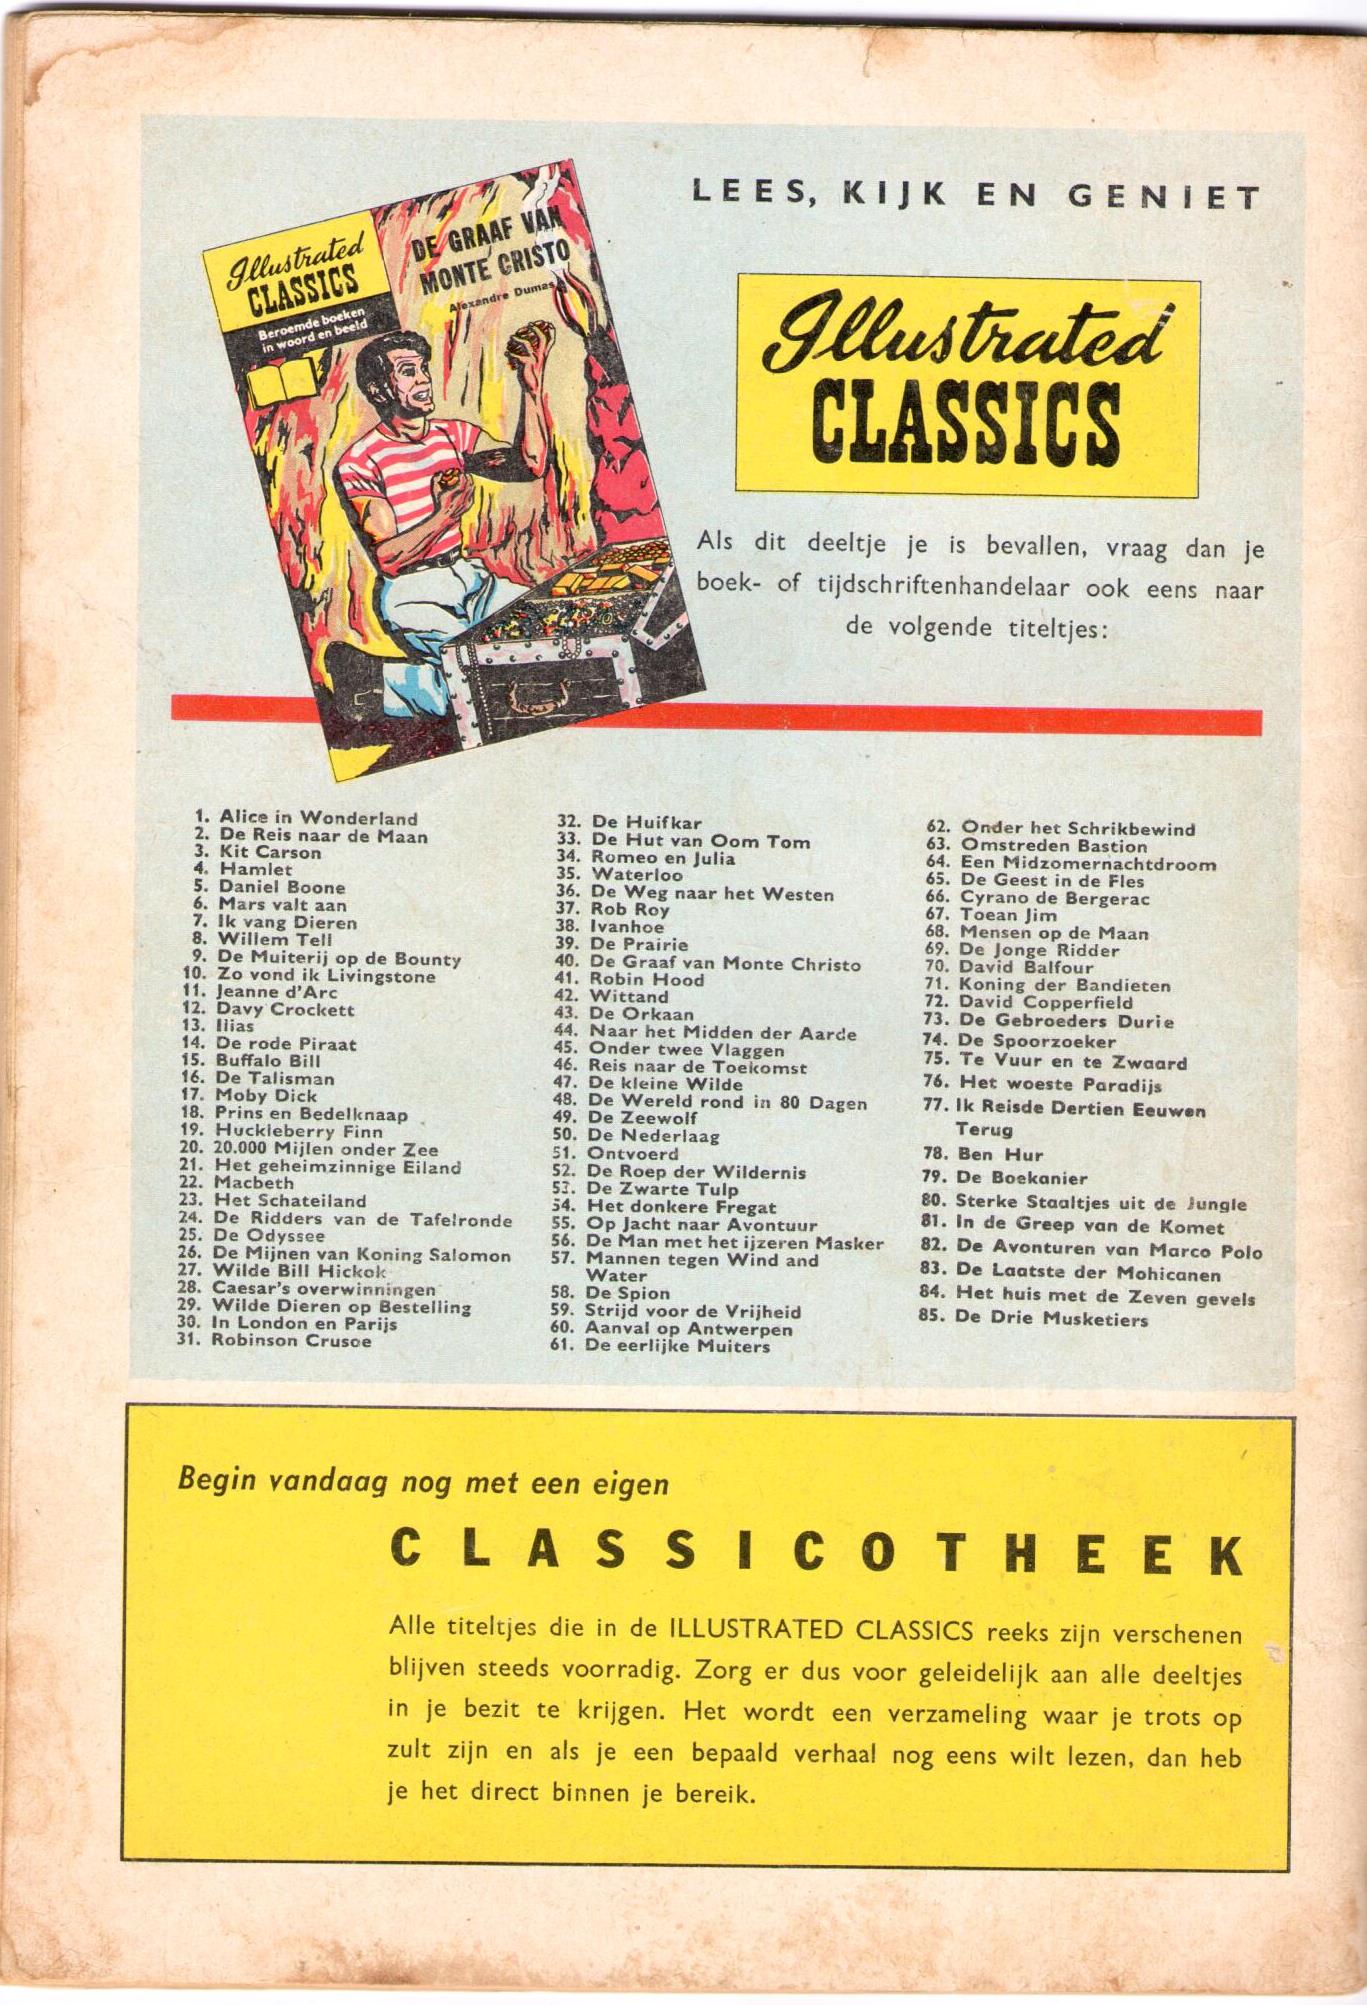 LEES, KIJK EN GENIET
Illustrated
CLASSICS
Beroemde boeken
in woord en beeld
DE GRAAF VAN
MONTE CRISTO
Alexandre Dumas
Illustrated
CLASSICS
Als dit deeltje je is bevallen, vraag dan je
boek- of tijdschriftenhandelaar ook eens naar
de volgende titeltjes:
1. Alice in Wonderland
2. De Reis naar de Maan
3. Kit Carson
4. Hamlet
5. Daniel Boone
6. Mars valt aan
7. Ik vang Dieren
8. Willem Tell
9. De Muiterij op de Bounty
10. Zo vond ik Livingstone
11. Jeanne d'Arc
12. Davy Crockett
13. Ilias
14. De rode Piraat
15. Buffalo Bill
16. De Talisman
17. Moby Dick
18. Prins en Bedelknaap
19. Huckleberry Finn
20. 20.000 Mijlen onder Zee
21. Het geheimzinnige Eiland
22. Macbeth
23. Het Schateiland
24. De Ridders van de Tafelronde
25. De Odyssee
26. De Mijnen van Koning Salomon
27. Wilde Bill Hickok
28. Caesar's overwinningen
29. Wilde Dieren op Bestelling
30. In London en Parijs
31. Robinson Crusoe
32. De Huifkar
33. De Hut van Oom Tom
34. Romeo en Julia
35. Waterloo
36. De Weg naar het Westen
37. Rob Roy
38. Ivanhoe
39. De Prairie
40. De Graaf van Monte Christo
41. Robin Hood
42. Wittand
43. De Orkaan
44. Naar het Midden der Aarde
45. Onder twee Vlaggen
46. Reis naar de Toekomst
47. De kleine Wilde
48. De Wereld rond in 80 Dagen
49. De Zeewolf
50. De Nederlaag
51. Ontvoerd
52. De Roep der Wildernis
53. De Zwarte Tulp
54. Het donkere Fregat
55. Op Jacht naar Avontuur
56. De Man met het ijzeren Masker
57. Mannen tegen Wind and
Water
58. De Spion
59. Strijd voor de Vrijheid
60. Aanval op Antwerpen
61. De eerlijke Muiters
62. Onder het Schrikbewind
63. Omstreden Bastion
64. Een Midzomernachtdroom
65. De Geest in de Fles
66. Cyrano de Bergerac
67. Toean Jim
68. Mensen op de Maan
69. De Jonge Ridder
70. David Balfour
71. Koning der Bandieten
72. David Copperfield
73. De Gebroeders Durie
74. De Spoorzoeker
75. Te Vuur en te Zwaard
76. Het woeste Paradijs
77. Ik Reisde Dertien Eeuwen
Terug
78. Ben Hur
79. De Boekanier
80. Sterke Staaltjes uit de Jungle
81. In de Greep van de Komet
82. De Avonturen van Marco Polo
83. De Laatste der Mohicanen
84. Het huis met de Zeven gevels
85. De Drie Musketiers
Begin vandaag nog met een eigen
CLASSICOTHEEK
Alle titeltjes die in de ILLUSTRATED CLASSICS reeks zijn verschenen
blijven steeds voorradig. Zorg er dus voor geleidelijk aan alle deeltjes
in je bezit te krijgen. Het wordt een verzameling waar je trots op
zult zijn en als je een bepaald verhaal nog eens wilt lezen, dan heb
je het direct binnen je bereik.